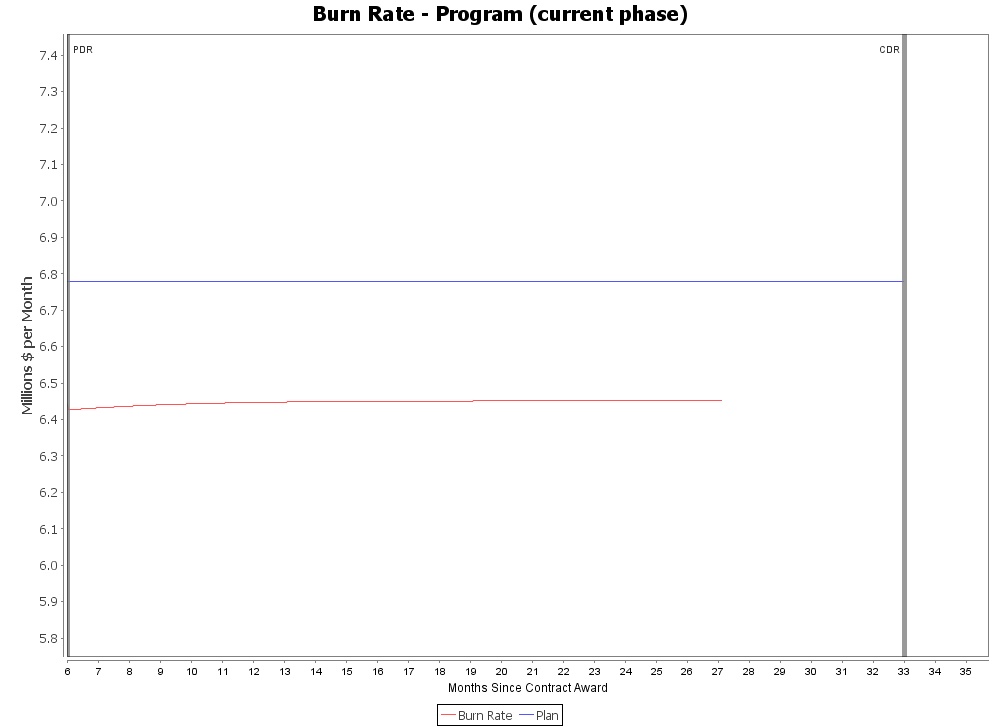 Burn Rate - Program (current phase)
PDR
CDR
7.4
7.3
7.2
7.1
7.0
6.9
6.8
6.7
6.6
6.5
6.4
6.3
6.2
6.1
6.0
5.9
5.8
Millions $ per Month
6 7 8 9 10 11 12 13 14 15 16 17 18 19 20 21 22 23 24 25 26 27 28 29 30 31 32 33 34 35
Months Since Contract Award
Burn Rate Plan